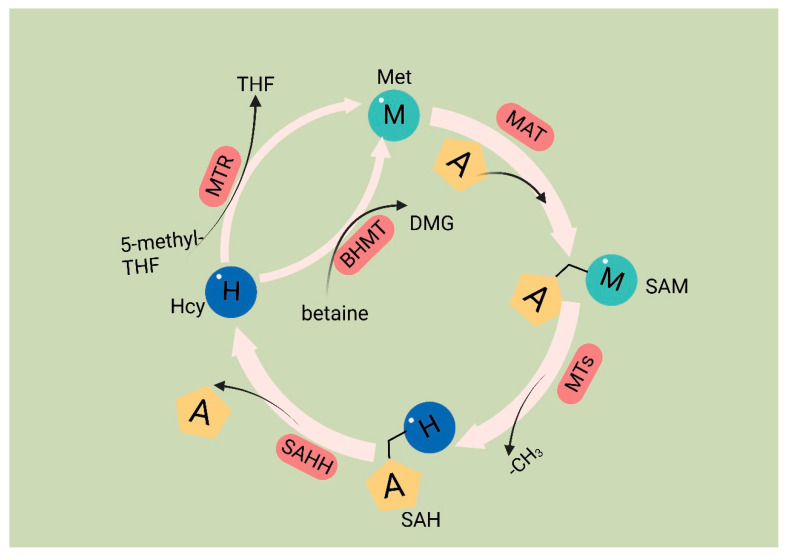 THF
Met
M
MAT
MTR
A
5-methyl-
THF
DMG
BHMT
H
Hcy
betaine
M
A
SAM
MTs
A
H
SAHH
-CH₃
A
SAH